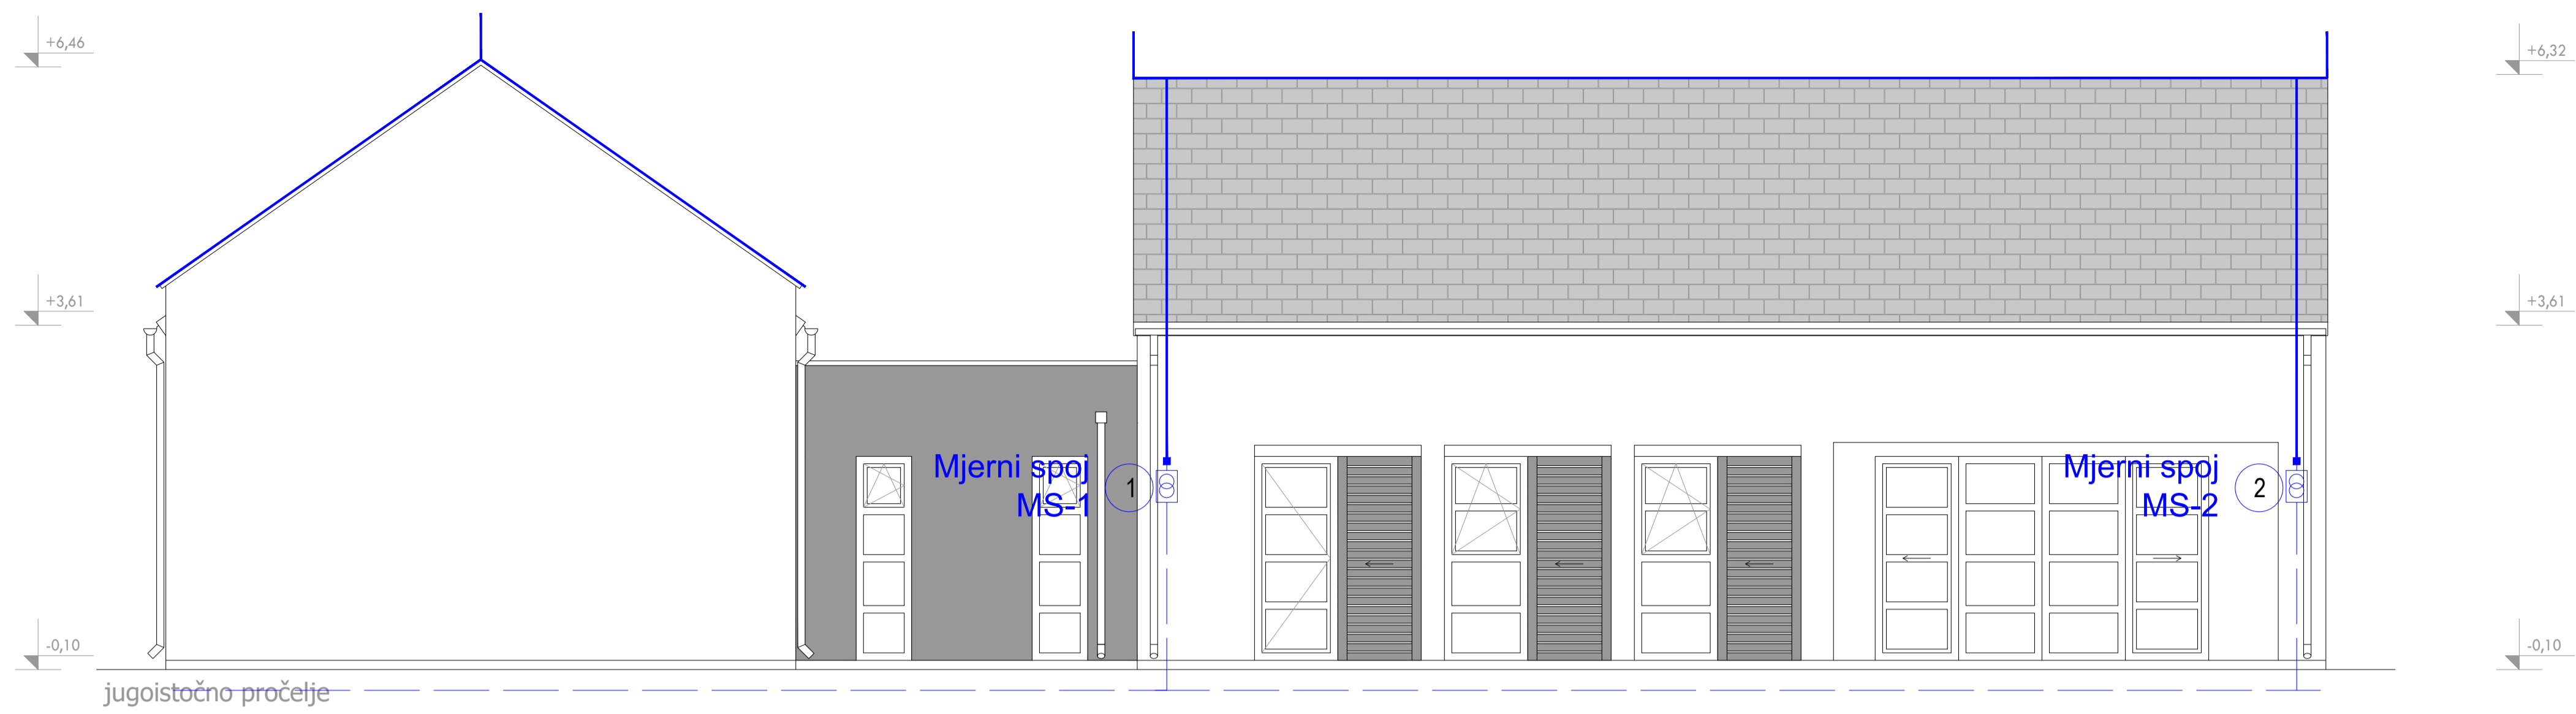 +6,46
+6,32
+3,61
+3,61
Mjerni spoj
MS-1
1
Mjerni spoj
MS-2
2
-0,10
-0,10
jugoistočno pročelje